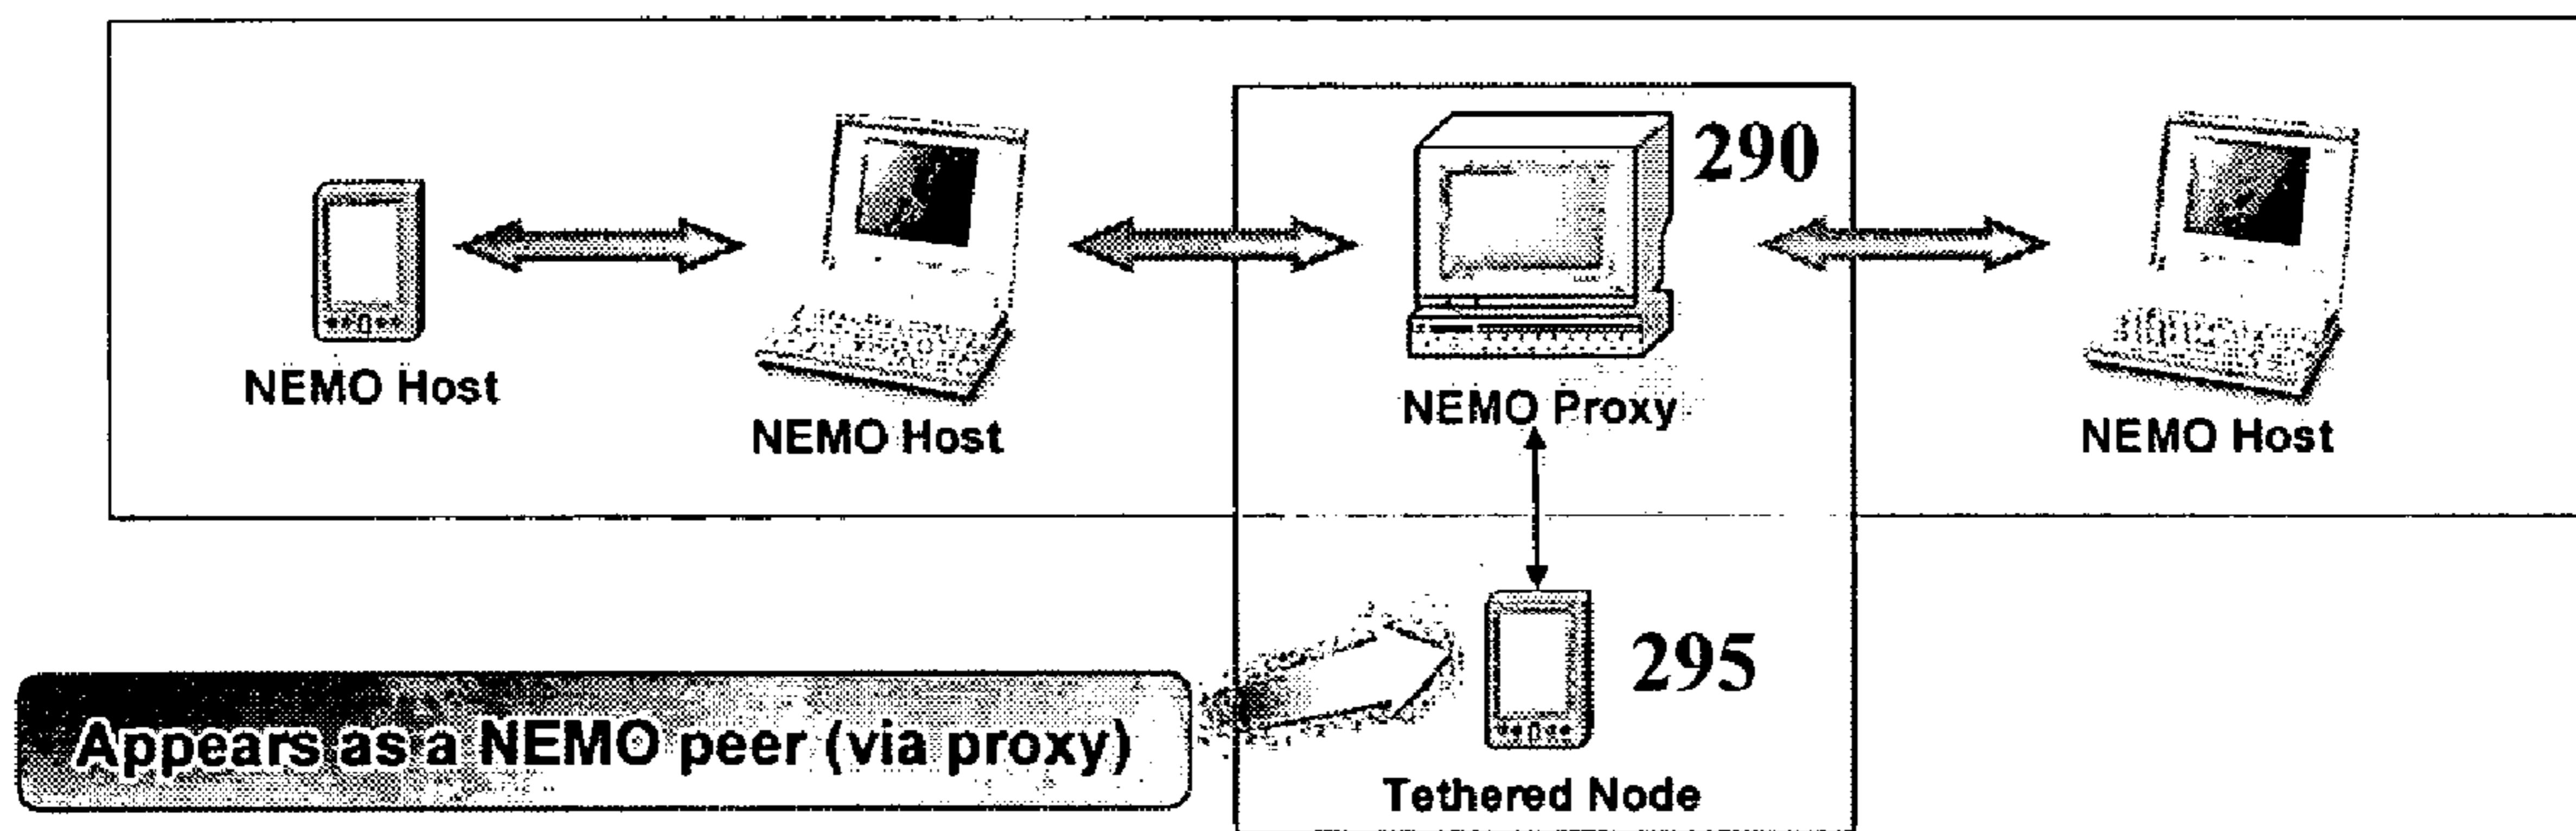 290
NEMO Host
NEMO Host
NEMO Proxy
NEMO Host
295
Appears as a NEMO peer (via proxy)
Tethered Node